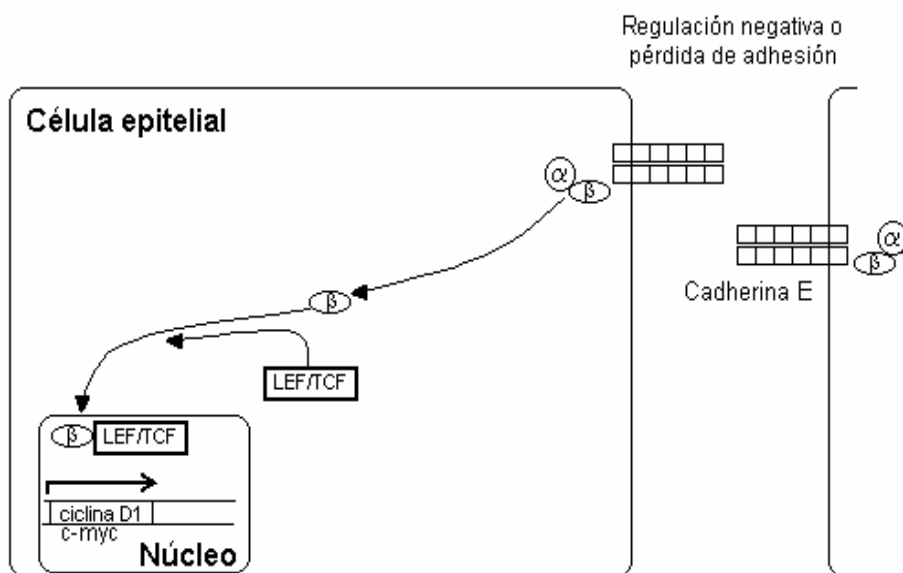 Regulación negativa o
pérdida de adhesión
Célula epitelial
α
β
α
β
Cadherina E
β
LEF/TCF
β LEF/TCF
ciclina D1
c-myc
Núcleo